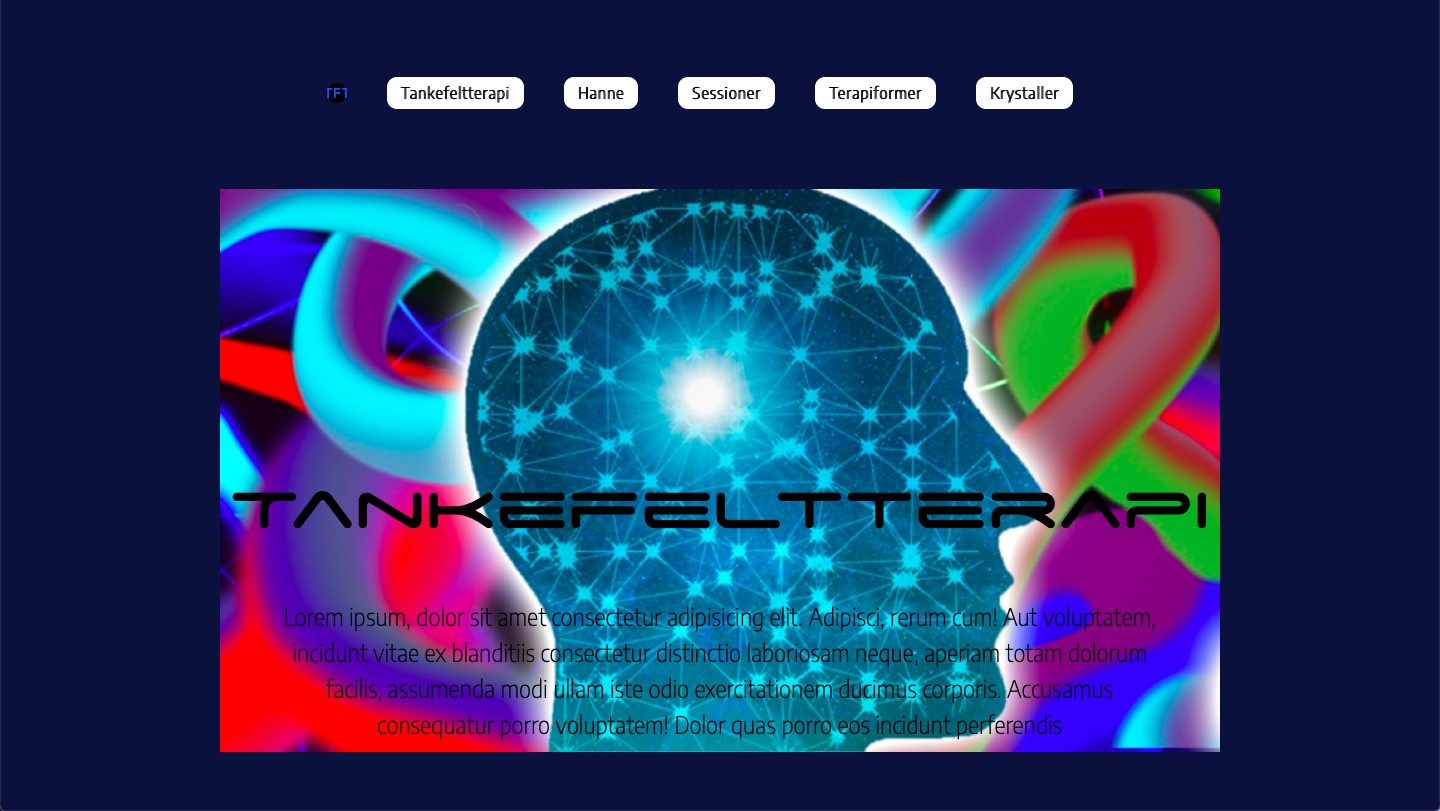 TFT
Tankefeltterapi
Hanne
Sessioner
Terapiformer
Krystaller
TANKEFELTTERAPI
Lorem ipsum, dolor sit amet consectetur adipisicing elit. Adipisci, rerum cum! Aut voluptatem,
incidunt vitae ex blanditiis consectetur distinctio laboriosam neque, aperiam totam dolorum
facilis, assumenda modi ullam iste odio exercitationem ducimus corporis. Accusamus
consequatur porro voluptatem! Dolor quas porro eos incidunt perferendis